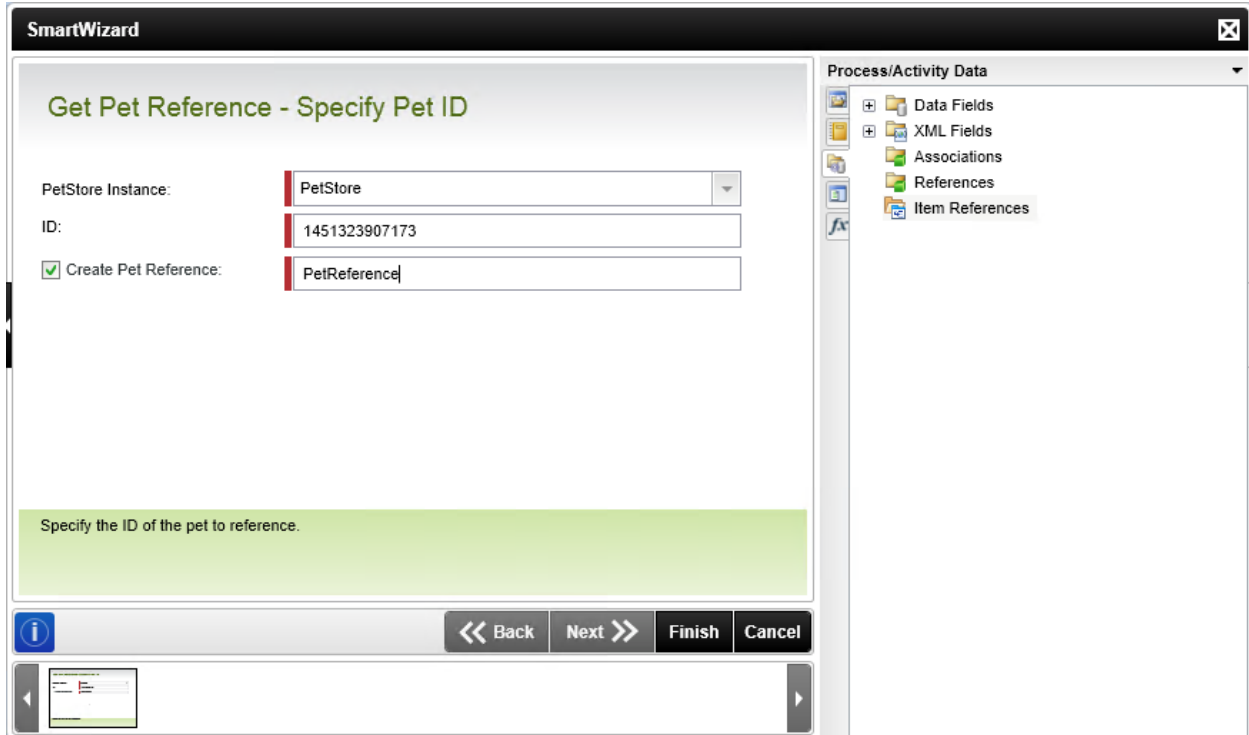 SmartWizard
Get Pet Reference - Specify Pet ID
PetStore Instance:
PetStore
ID:
1451323907173
Create Pet Reference:
PetReference
Specify the ID of the pet to reference.
Back
Next
Finish
Cancel
Process/Activity Data
Data Fields
XML Fields
Associations
References
Item References
fx